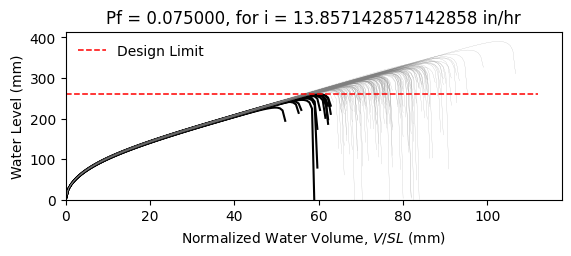 Pf = 0.075000, for i = 13.857142857142858 in/hr
Water Level (mm)
400
300
200
100
0
Design Limit
0 20 40 60 80 100
Normalized Water Volume, V/SL (mm)